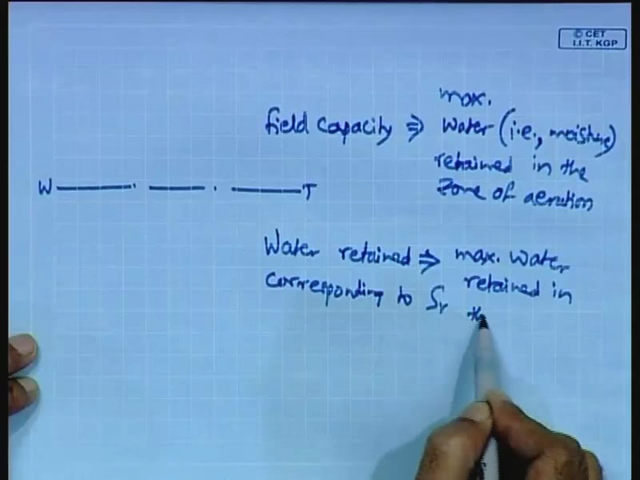 © CET
I.I.T. KGP
max.
field capacity ⇒ water (i.e., moisture)
retained in the
zone of aeration
W T
Water retained ⇒ max. water
corresponding to Sr retained in